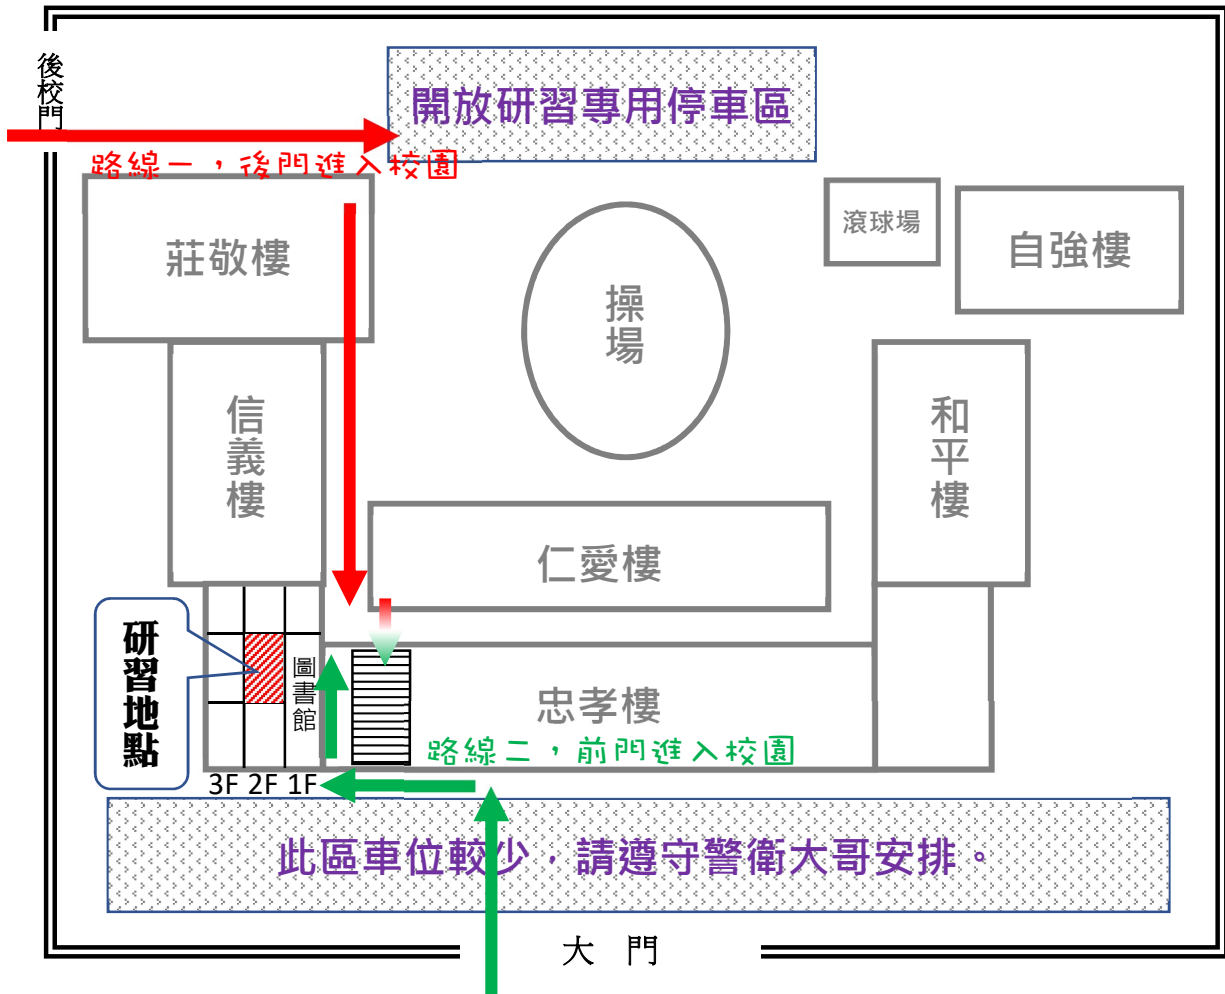 後校門
開放研習專用停車區
路線一，後門進入校園
莊敬樓
操場
滾球場
自強樓
信義樓
和平樓
仁愛樓
研習地點
圖書館
忠孝樓
路線二，前門進入校園
3F 2F 1F
此區車位較少，請遵守警衛大哥安排。
大 門